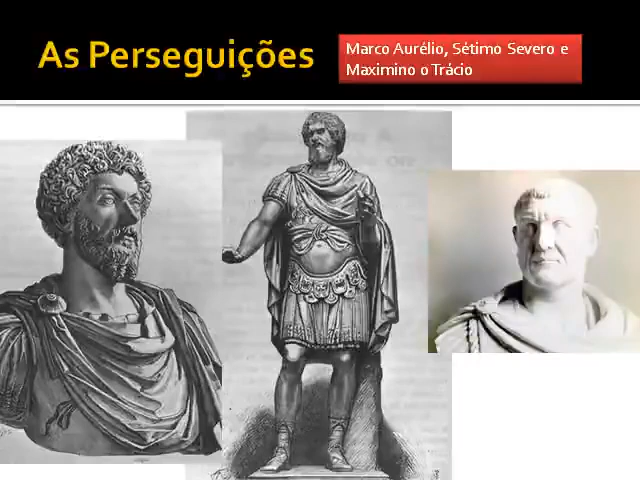 As Perseguições
Marco Aurélio, Sétimo Severo e
Maximino o Trácio